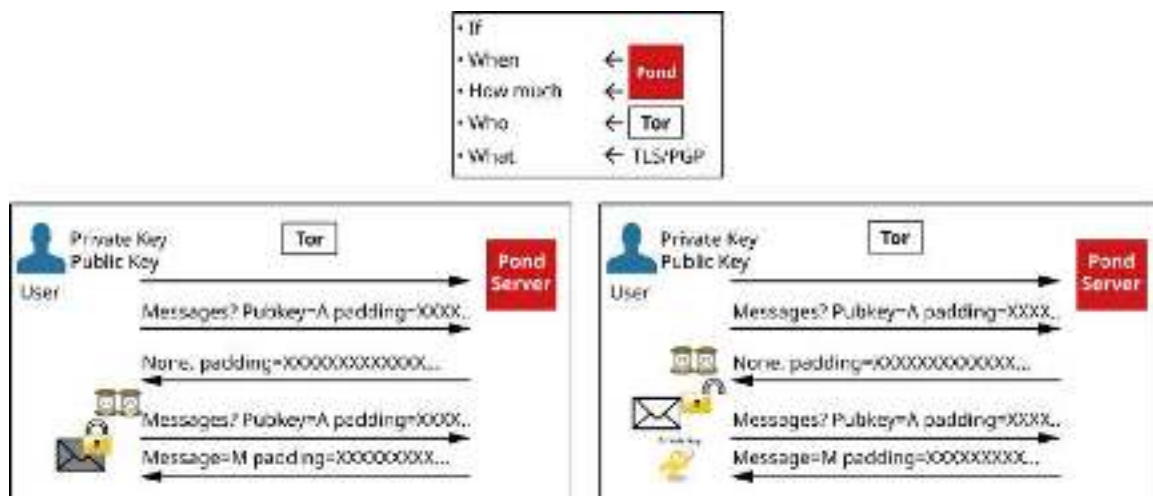 • If
• When ←
Pond
• How much ←
• Who ← Tor
• What ← TLS/PGP
Private Key
Public Key
User
Tor
Pond
Server
Messages? Pubkey=A padding=XXXX..
None, padding=XXXXXXXXXXXXX...
Messages? Pubkey=A padding=XXXX..
Message=M padding=XXXXXXXXX...
Private Key
Public Key
User
Tor
Pond
Server
Messages? Pubkey=A padding=XXXX..
None, padding=XXXXXXXXXXXXX...
Messages? Pubkey=A padding=XXXX..
Message=M padding=XXXXXXXXX...